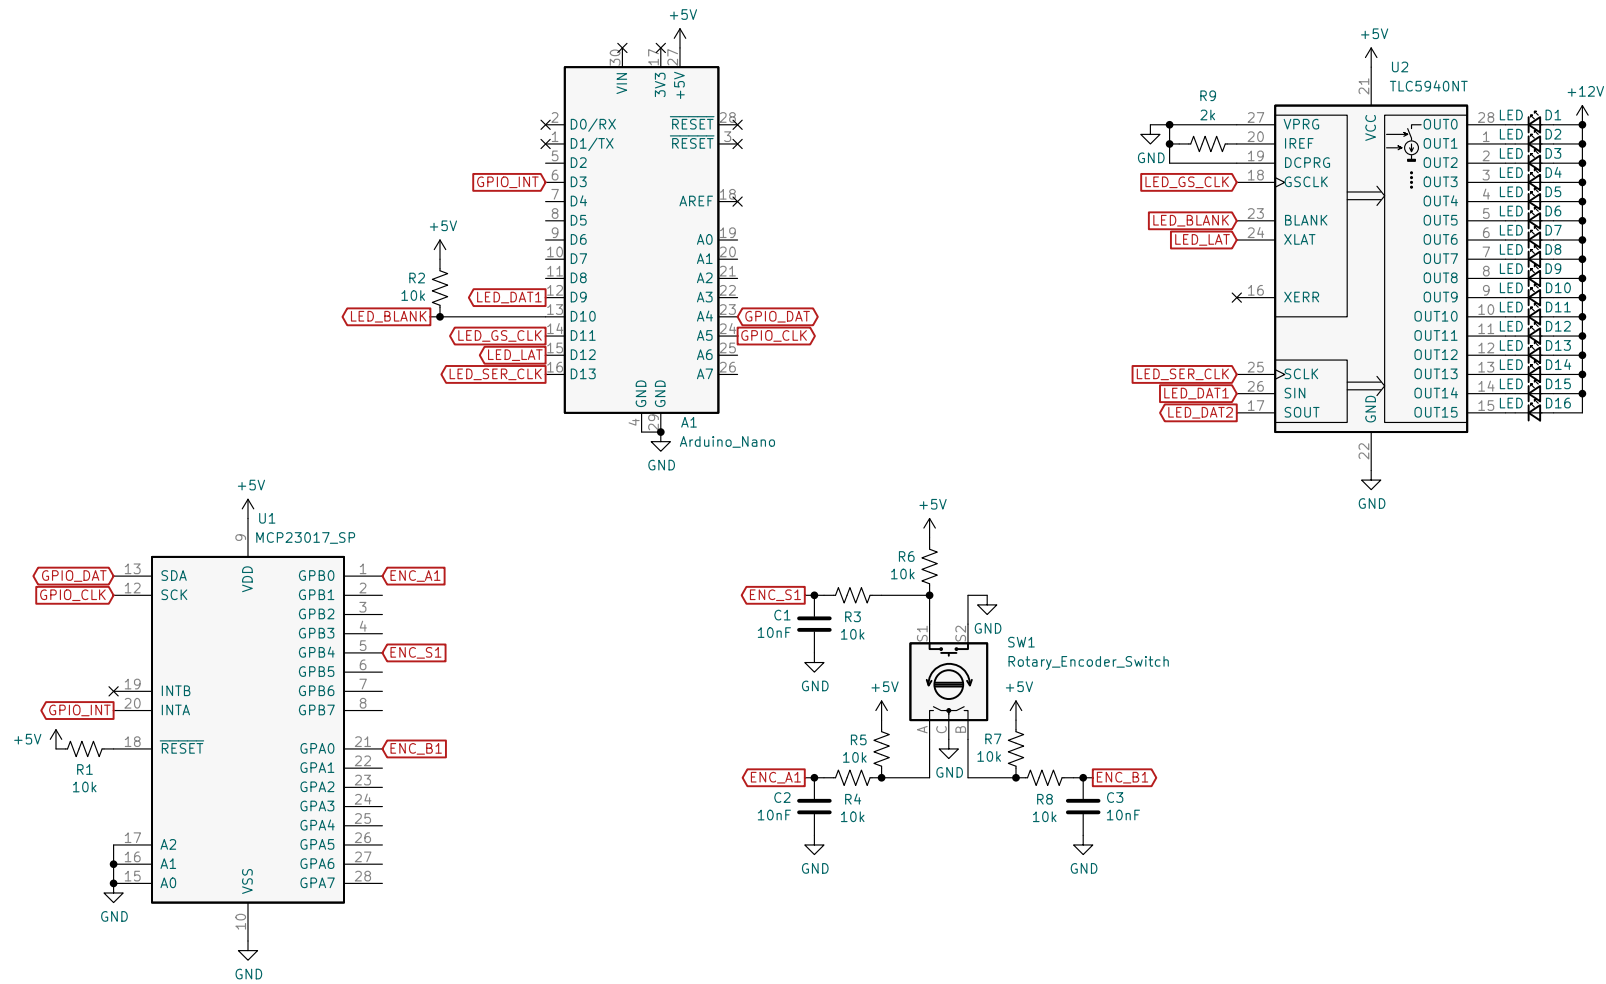 +5V
30
17
27
VIN
3V3
+5V
2
D0/RX
1
D1/TX
5
D2
GPIO_INT
6
D3
7
D4
8
D5
9
D6
10
D7
11
D8
LED_DAT1
12
D9
+5V
R2
10k
LED_BLANK
13
D10
LED_GS_CLK
14
D11
LED_LAT
15
D12
LED_SER_CLK
16
D13
RESET
28
RESET
3
AREF
18
A0
19
A1
20
A2
21
A3
22
A4
23
GPIO_DAT
A5
24
GPIO_CLK
A6
25
A7
26
GND
GND
4
29
A1
Arduino_Nano
GND
+5V
U2
TLC5940NT
21
VCC
R9
2k
GND
27
VPRG
20
IREF
19
DCPRG
LED_GS_CLK
18
GSCLK
LED_BLANK
23
BLANK
LED_LAT
24
XLAT
16
XERR
LED_SER_CLK
25
SCLK
LED_DAT1
26
SIN
LED_DAT2
17
SOUT
GND
22
GND
+12V
OUT0 28 LED D1
OUT1 1 LED D2
OUT2 2 LED D3
OUT3 3 LED D4
OUT4 4 LED D5
OUT5 5 LED D6
OUT6 6 LED D7
OUT7 7 LED D8
OUT8 8 LED D9
OUT9 9 LED D10
OUT10 10 LED D11
OUT11 11 LED D12
OUT12 12 LED D13
OUT13 13 LED D14
OUT14 14 LED D15
OUT15 15 LED D16
+5V
U1
MCP23017_SP
9
VDD
GPIO_DAT
13
SDA
GPIO_CLK
12
SCK
19
INTB
GPIO_INT
20
INTA
+5V
18
RESET
R1
10k
17
A2
16
A1
15
A0
GND
VSS
10
GND
GPB0
1
ENC_A1
GPB1
2
GPB2
3
GPB3
4
GPB4
5
ENC_S1
GPB5
6
GPB6
7
GPB7
8
GPA0
21
ENC_B1
GPA1
22
GPA2
23
GPA3
24
GPA4
25
GPA5
26
GPA6
27
GPA7
28
+5V
R6
10k
ENC_S1
C1
10nF
R3
10k
GND
S1
S2
GND
SW1
Rotary_Encoder_Switch
+5V
+5V
A
C
B
R5
10k
GND
R7
10k
ENC_A1
C2
10nF
R4
10k
GND
R8
10k
ENC_B1
C3
10nF
GND